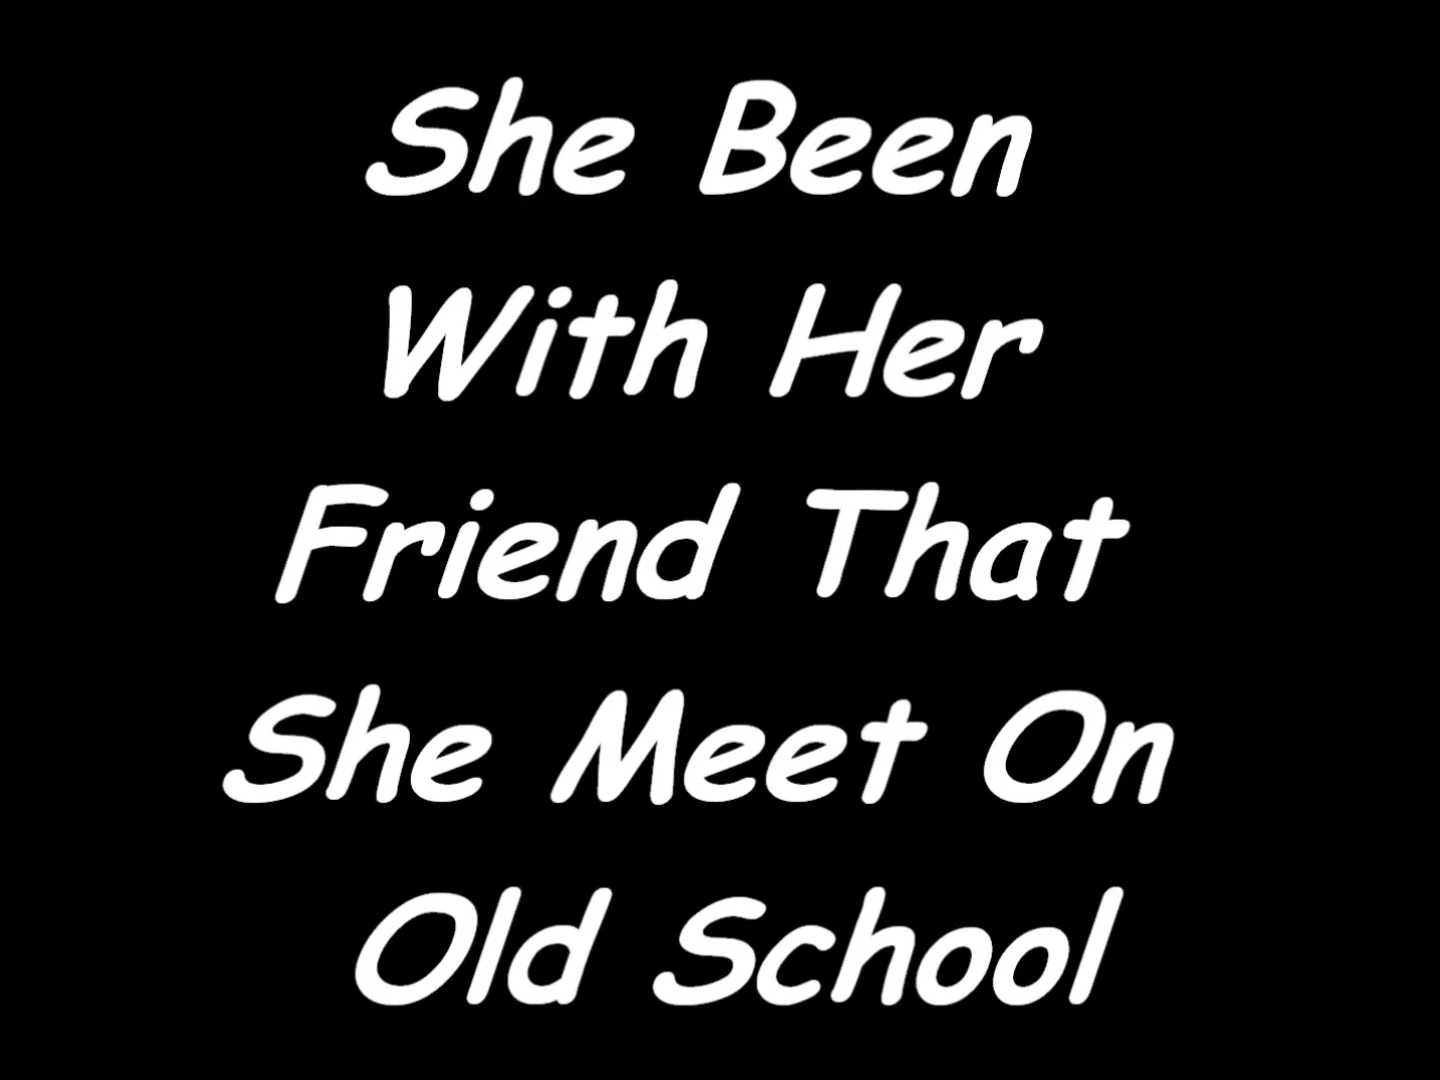 She Been
With Her
Friend That
She Meet On
Old School